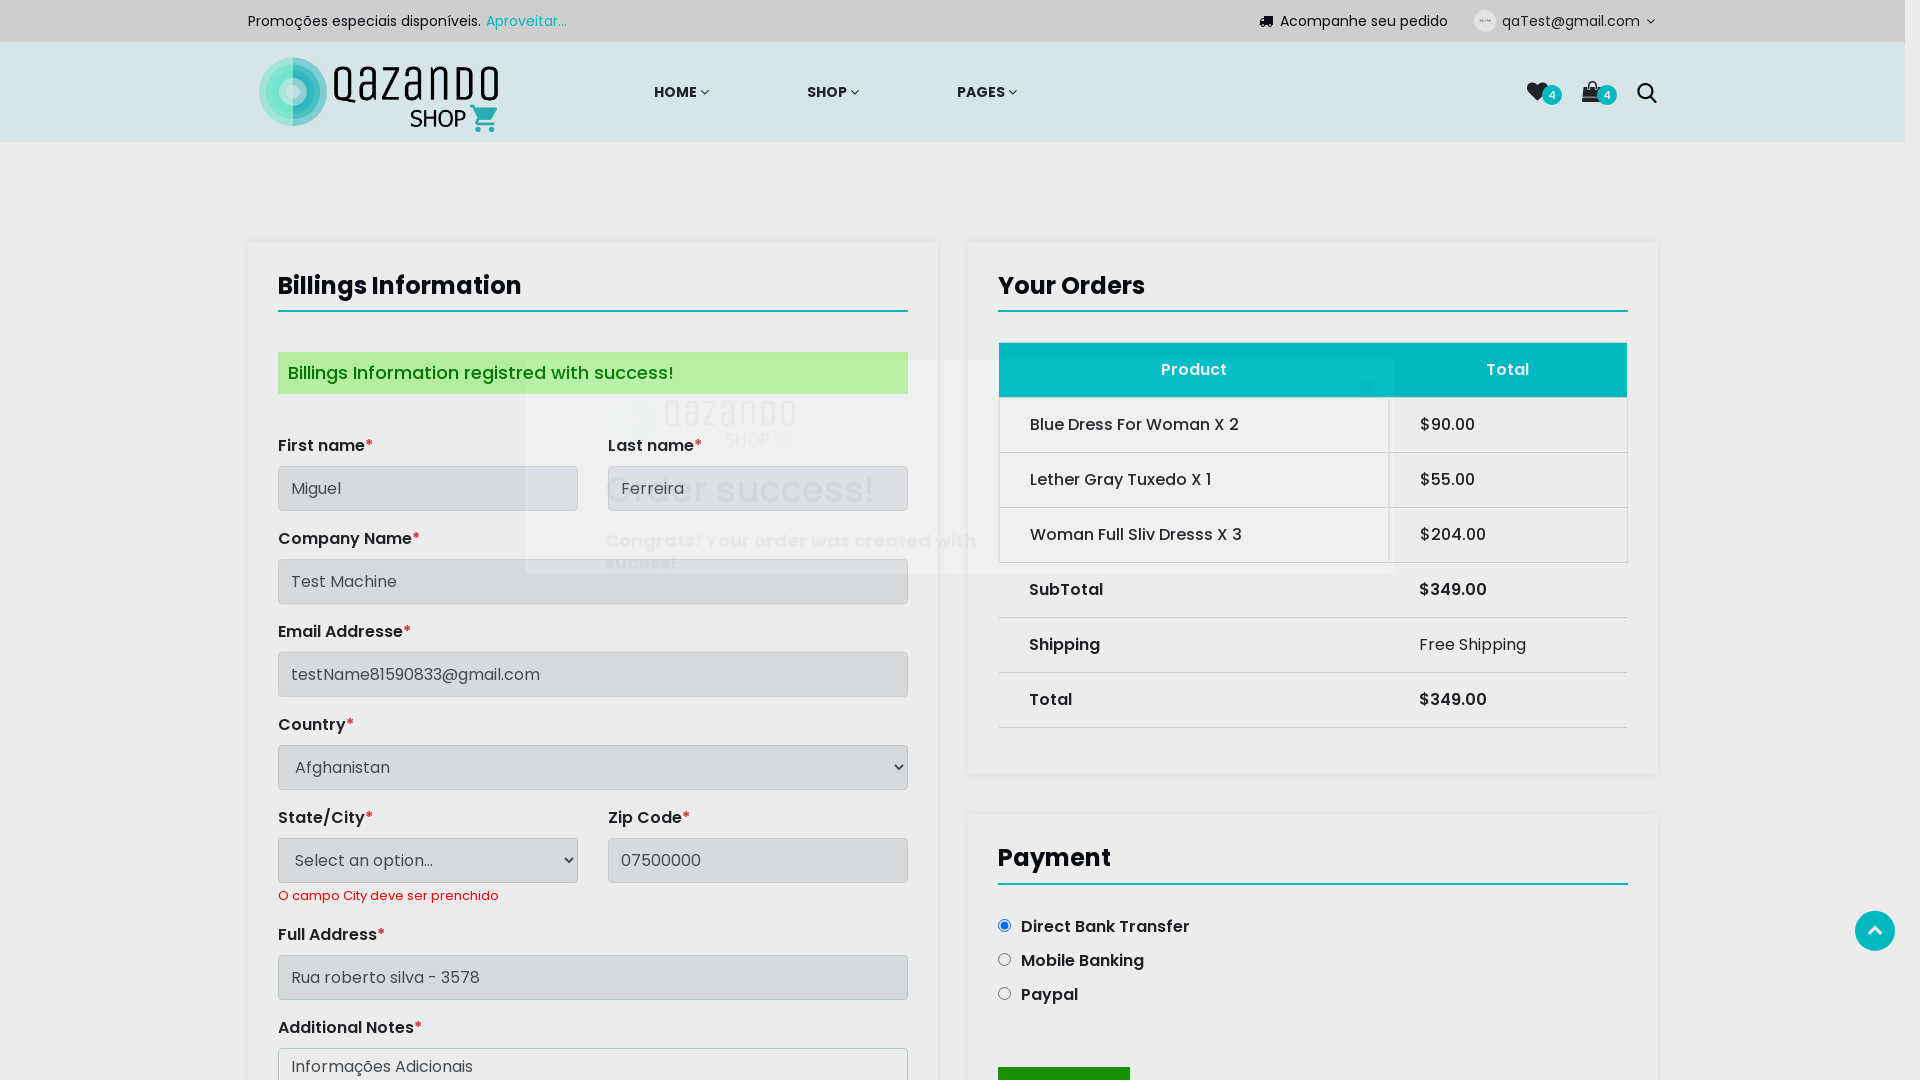 Promoções especiais disponíveis. Aproveitar...
Acompanhe seu pedido
qaTest@gmail.com
QAZANDO
SHOP
HOME
SHOP
PAGES
4
4
Billings Information
Billings Information registred with success!
First name*
Last name*
Miguel
Ferreira
Company Name*
Test Machine
Email Addresse*
testName81590833@gmail.com
Country*
Afghanistan
State/City*
Zip Code*
Select an option...
07500000
O campo City deve ser prenchido
Full Address*
Rua roberto silva - 3578
Additional Notes*
Informações Adicionais
QAZANDO
SHOP
Order success!
Congrats! Your order was created with
sucess!
Your Orders
Product Total
Blue Dress For Woman X 2 $90.00
Lether Gray Tuxedo X 1 $55.00
Woman Full Sliv Dresss X 3 $204.00
SubTotal $349.00
Shipping Free Shipping
Total $349.00
Payment
Direct Bank Transfer
Mobile Banking
Paypal